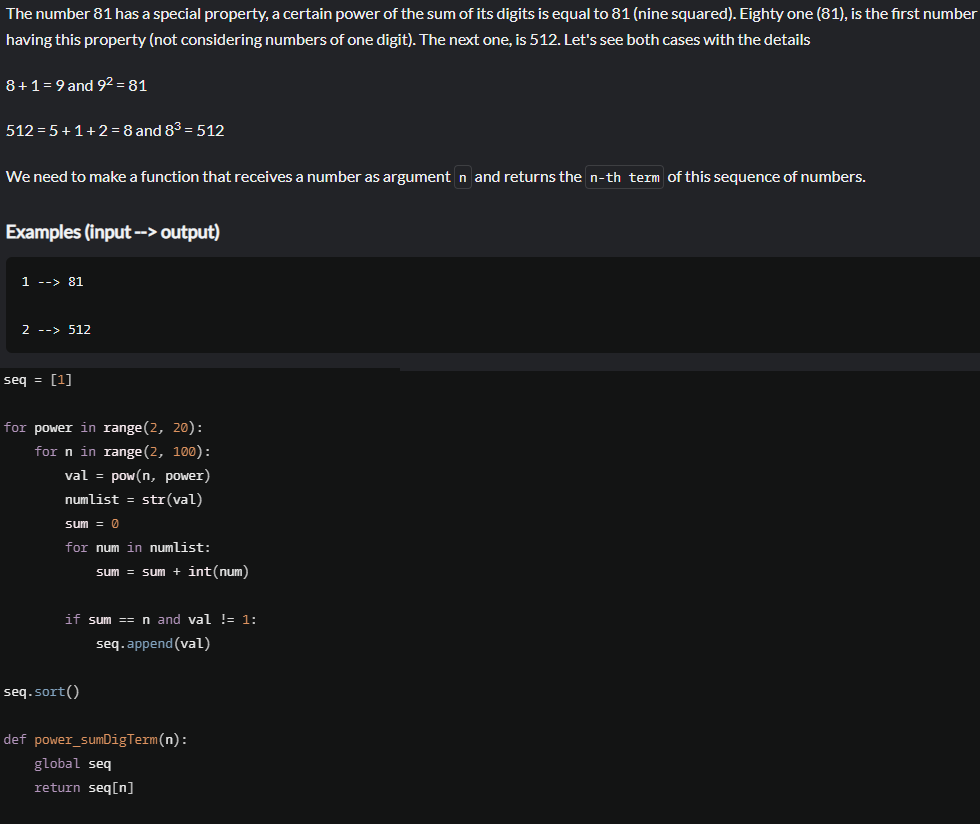 The number 81 has a special property, a certain power of the sum of its digits is equal to 81 (nine squared). Eighty one (81), is the first number
having this property (not considering numbers of one digit). The next one, is 512. Let's see both cases with the details
8 + 1 = 9 and 9² = 81
512 = 5 + 1 + 2 = 8 and 8³ = 512
We need to make a function that receives a number as argument n and returns the n-th term of this sequence of numbers.
Examples (input --> output)
1 --> 81
2 --> 512
seq = [1]
for power in range(2, 20):
    for n in range(2, 100):
        val = pow(n, power)
        numlist = str(val)
        sum = 0
        for num in numlist:
            sum = sum + int(num)
        if sum == n and val != 1:
            seq.append(val)
seq.sort()
def power_sumDigTerm(n):
    global seq
    return seq[n]